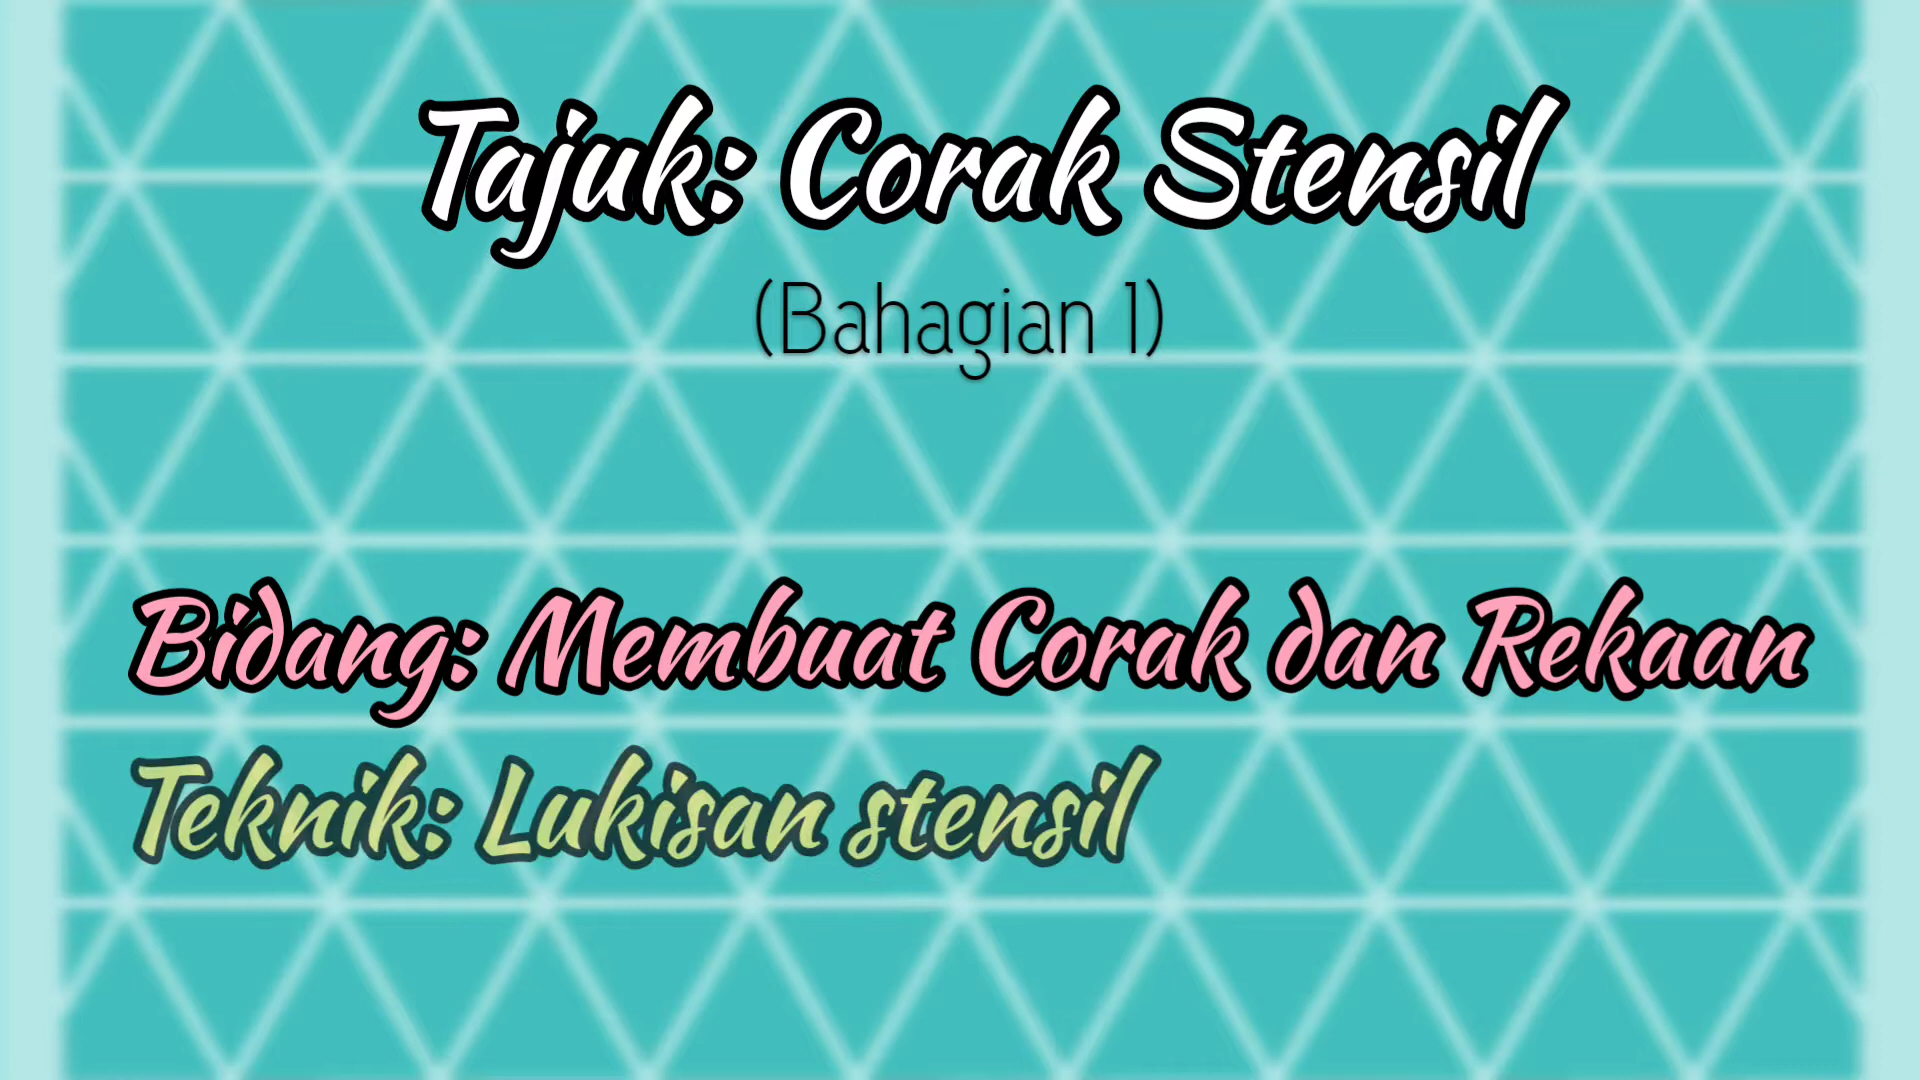 Tajuk: Corak Stensil
(Bahagian 1)
Bidang: Membuat Corak dan Rekaan
Teknik: Lukisan stensil